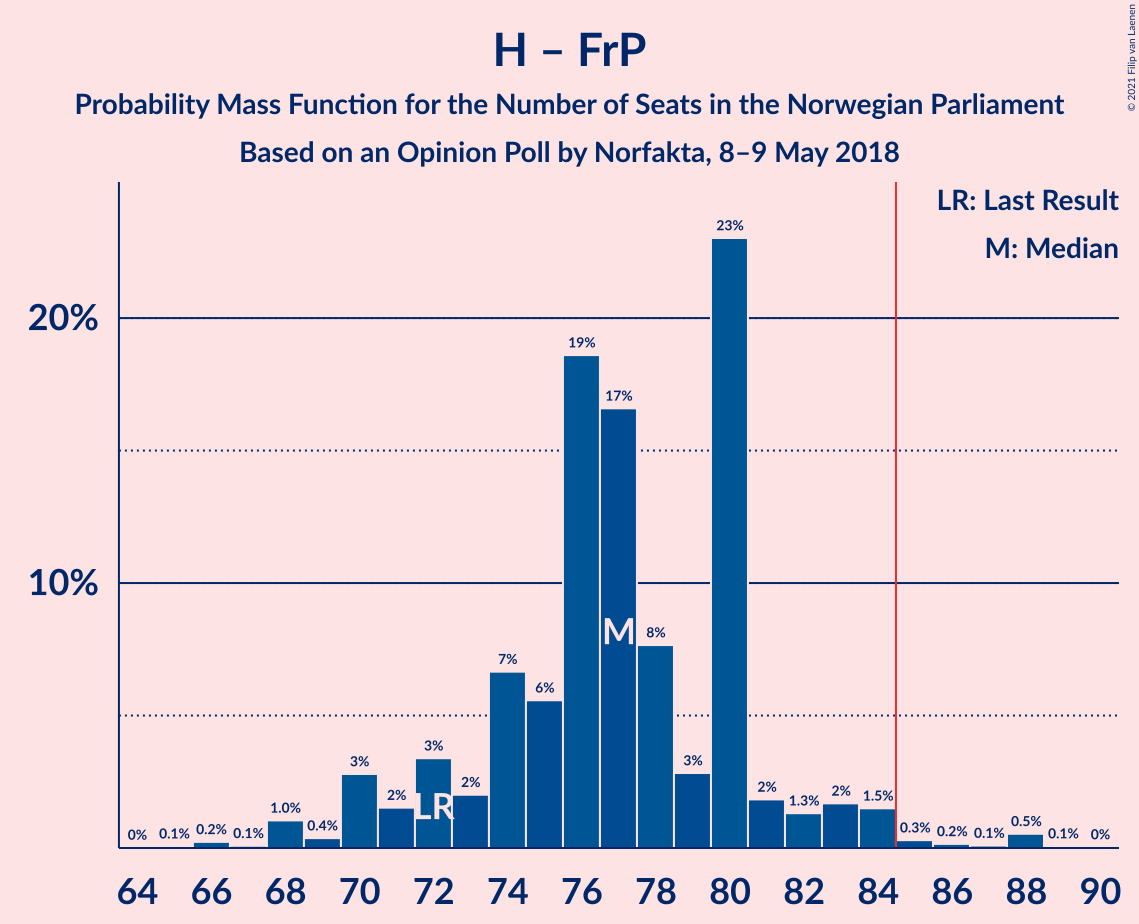 H – FrP
Probability Mass Function for the Number of Seats in the Norwegian Parliament
Based on an Opinion Poll by Norfakta, 8–9 May 2018
© 2021 Filip van Laenen
LR: Last Result
M: Median
20%
10%
0% 0.1% 0.2% 0.1% 1.0% 0.4% 3% 2% 3% 2% 7% 6% 19% 17% 8% 3% 23% 2% 1.3% 2% 1.5% 0.3% 0.2% 0.1% 0.5% 0.1% 0%
LR
M
64 66 68 70 72 74 76 78 80 82 84 86 88 90